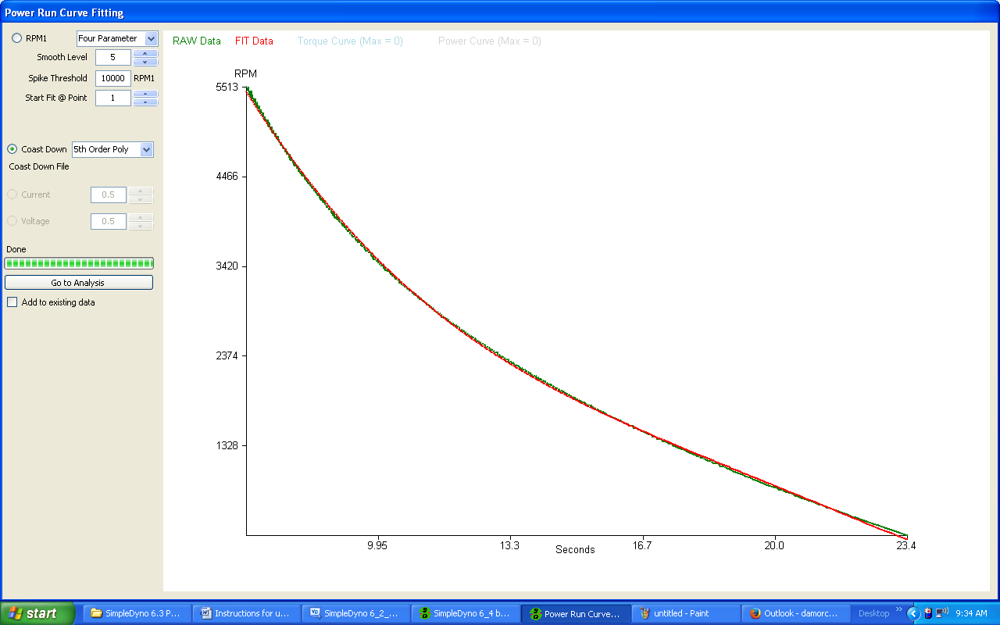 Power Run Curve Fitting
RPM1 Four Parameter
Smooth Level 5
Spike Threshold 10000 RPM1
Start Fit @ Point 1
Coast Down 5th Order Poly
Coast Down File
Current 0.5
Voltage 0.5
Done
Go to Analysis
Add to existing data
RAW Data FIT Data Torque Curve (Max = 0) Power Curve (Max = 0)
RPM
5513
4466
3420
2374
1328
9.95 13.3 16.7 20.0 23.4
Seconds
start SimpleDyno 6.3 P... Instructions for u... SimpleDyno 6_2_... SimpleDyno 6_4 b... Power Run Curve... untitled - Paint Outlook - damorc... Desktop 9:34 AM